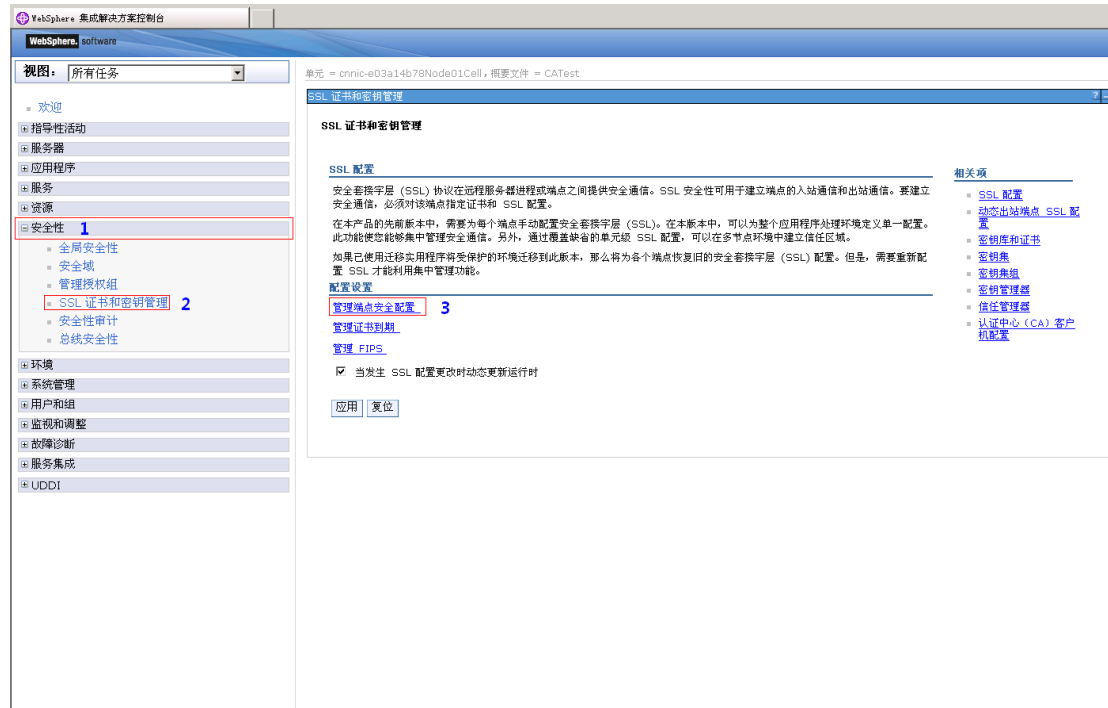 WebSphere 集成解决方案控制台
WebSphere. software
视图： 所有任务
欢迎
指导性活动
服务器
应用程序
服务
资源
安全性 1
全局安全性
安全域
管理授权组
SSL 证书和密钥管理 2
安全性审计
总线安全性
环境
系统管理
用户和组
监视和调整
故障诊断
服务集成
UDDI
单元 = cnnic-e03a14b78Node01Cell，概要文件 = CATest
SSL 证书和密钥管理 ? -
SSL 证书和密钥管理
SSL 配置
安全套接字层 (SSL) 协议在远程服务器进程或端点之间提供安全通信。SSL 安全性可用于建立端点的入站通信和出站通信。要建立
安全通信，必须对该端点指定证书和 SSL 配置。
在本产品的先前版本中，需要为每个端点手动配置安全套接字层 (SSL)。在本版本中，可以为整个应用程序处理环境定义单一配置。
此功能使您能够集中管理安全通信。另外，通过覆盖缺省的单元级 SSL 配置，可以在多节点环境中建立信任区域。
如果已使用迁移实用程序将受保护的环境迁移到此版本，那么将为各个端点恢复旧的安全套接字层 (SSL) 配置。但是，需要重新配
置 SSL 才能利用集中管理功能。
配置设置
管理端点安全配置 3
管理证书到期
管理 FIPS
当发生 SSL 配置更改时动态更新运行时
应用 复位
相关项
SSL 配置
动态出站端点 SSL 配
置
密钥库和证书
密钥集
密钥集组
密钥管理器
信任管理器
认证中心（CA）客户
机配置